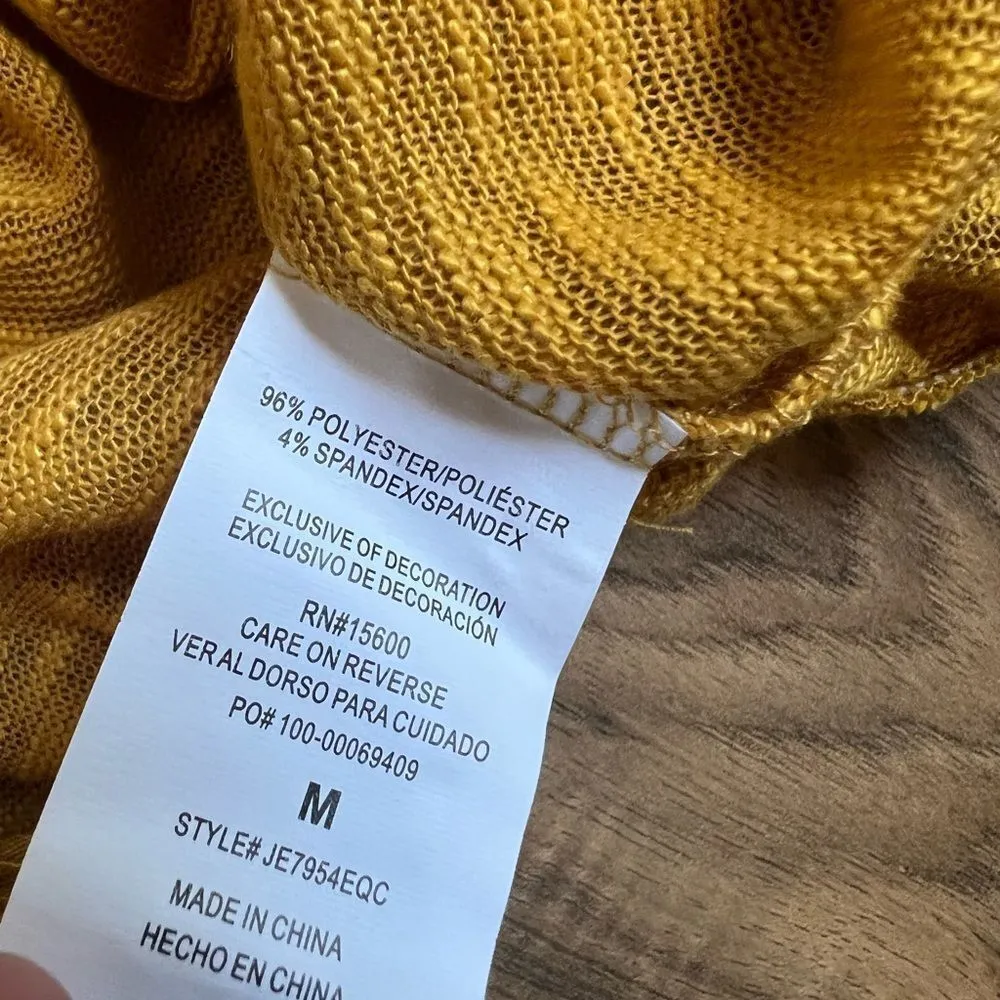 96% POLYESTER/POLIÉSTER
4% SPANDEX/SPANDEX
EXCLUSIVE OF DECORATION
EXCLUSIVO DE DECORACIÓN
RN#15600
CARE ON REVERSE
VER AL DORSO PARA CUIDADO
PO# 100-00069409
M
STYLE# JE7954EQC
MADE IN CHINA
HECHO EN CHINA